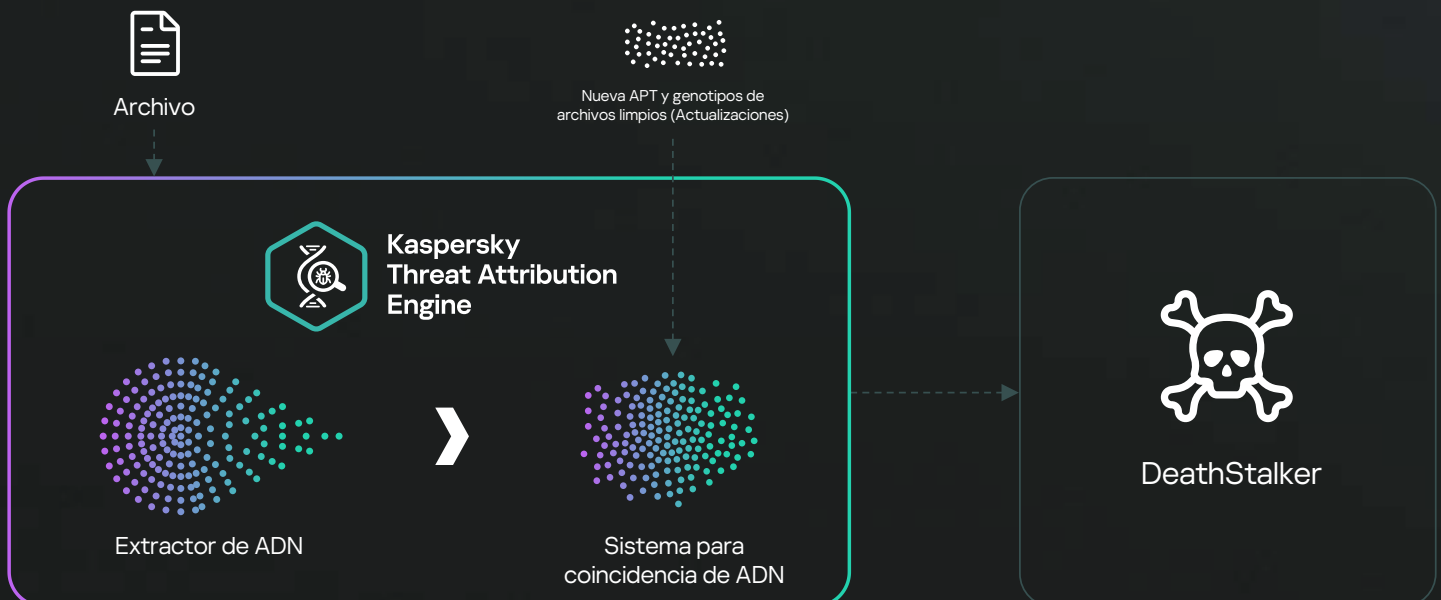 Archivo
Nueva APT y genotipos de
archivos limpios (Actualizaciones)
Kaspersky
Threat Attribution
Engine
Extractor de ADN
Sistema para
coincidencia de ADN
DeathStalker